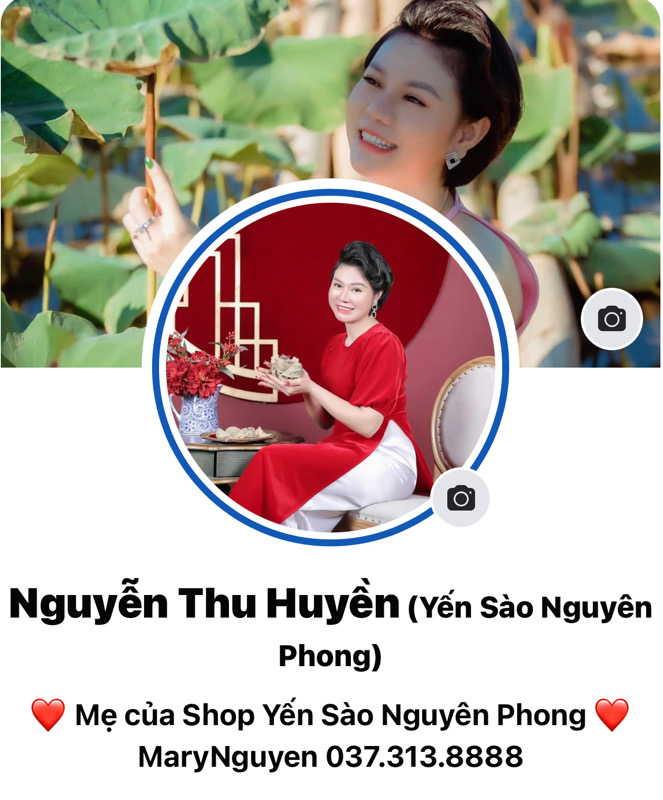 Nguyễn Thu Huyền (Yến Sào Nguyên
Phong)
❤️ Mẹ của Shop Yến Sào Nguyên Phong ❤️
MaryNguyen 037.313.8888